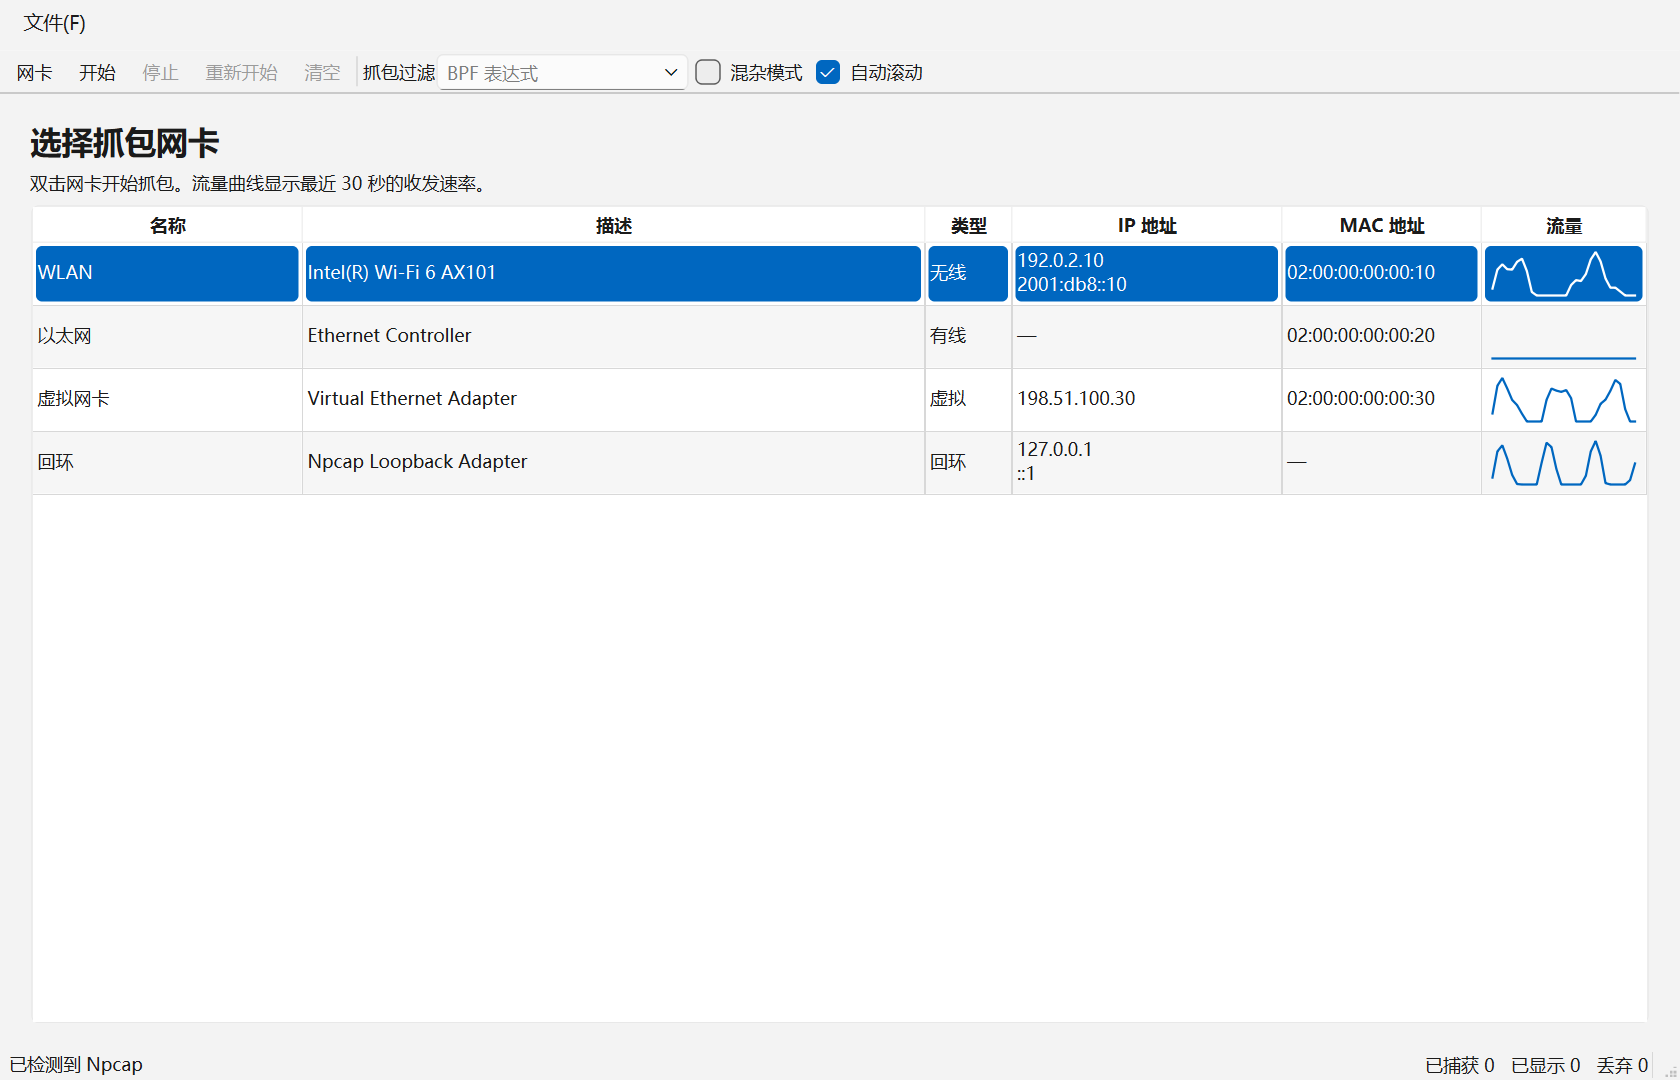 文件(F)
网卡 开始 停止 重新开始 清空 抓包过滤 BPF 表达式 混杂模式 自动滚动
选择抓包网卡
双击网卡开始抓包。流量曲线显示最近 30 秒的收发速率。
名称 描述 类型 IP 地址 MAC 地址 流量
WLAN Intel(R) Wi-Fi 6 AX101 无线 192.0.2.10 02:00:00:00:00:10
2001:db8::10
以太网 Ethernet Controller 有线 — 02:00:00:00:00:20
虚拟网卡 Virtual Ethernet Adapter 虚拟 198.51.100.30 02:00:00:00:00:30
回环 Npcap Loopback Adapter 回环 127.0.0.1 —
::1
已检测到 Npcap 已捕获 0 已显示 0 丢弃 0